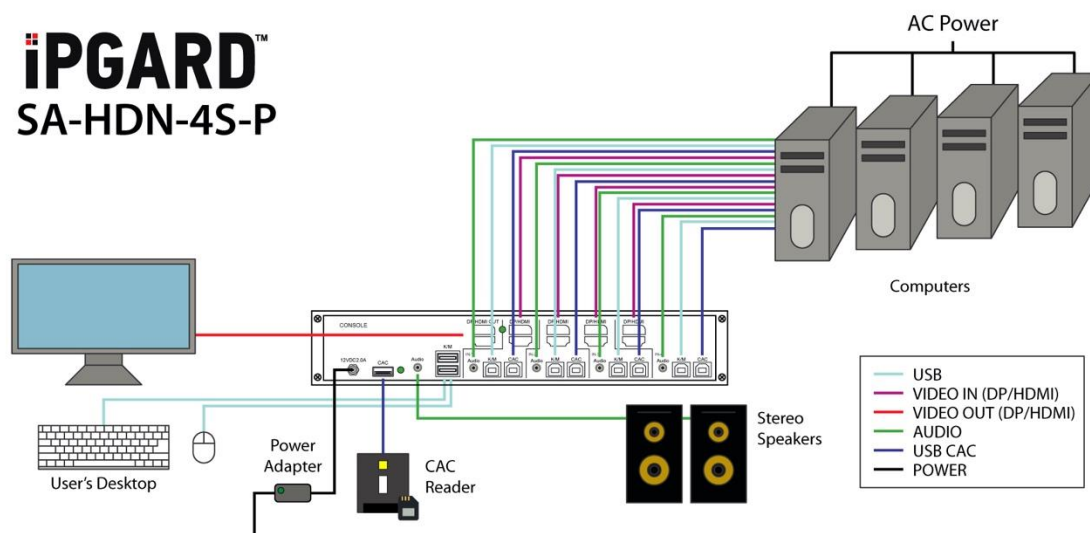 iPGARD™
SA-HDN-4S-P
AC Power
Computers
CONSOLE
DP/HDMI OUT
DP/HDMI
DP/HDMI
DP/HDMI
DP/HDMI
12VDC2.0A
CAC
Audio
K/M
Audio
K/M
CAC
Audio
K/M
CAC
Audio
K/M
CAC
Audio
K/M
CAC
User's Desktop
Power
Adapter
CAC
Reader
Stereo
Speakers
USB
VIDEO IN (DP/HDMI)
VIDEO OUT (DP/HDMI)
AUDIO
USB CAC
POWER